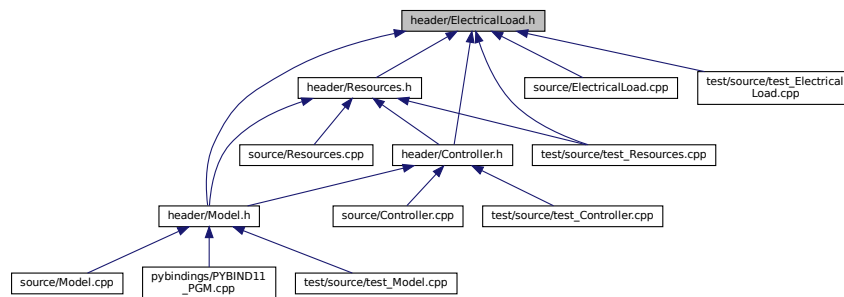 header/ElectricalLoad.h
header/Resources.h
source/ElectricalLoad.cpp
test/source/test_Electrical
Load.cpp
source/Resources.cpp
header/Controller.h
test/source/test_Resources.cpp
header/Model.h
source/Controller.cpp
test/source/test_Controller.cpp
source/Model.cpp
pybindings/PYBIND11
_PGM.cpp
test/source/test_Model.cpp